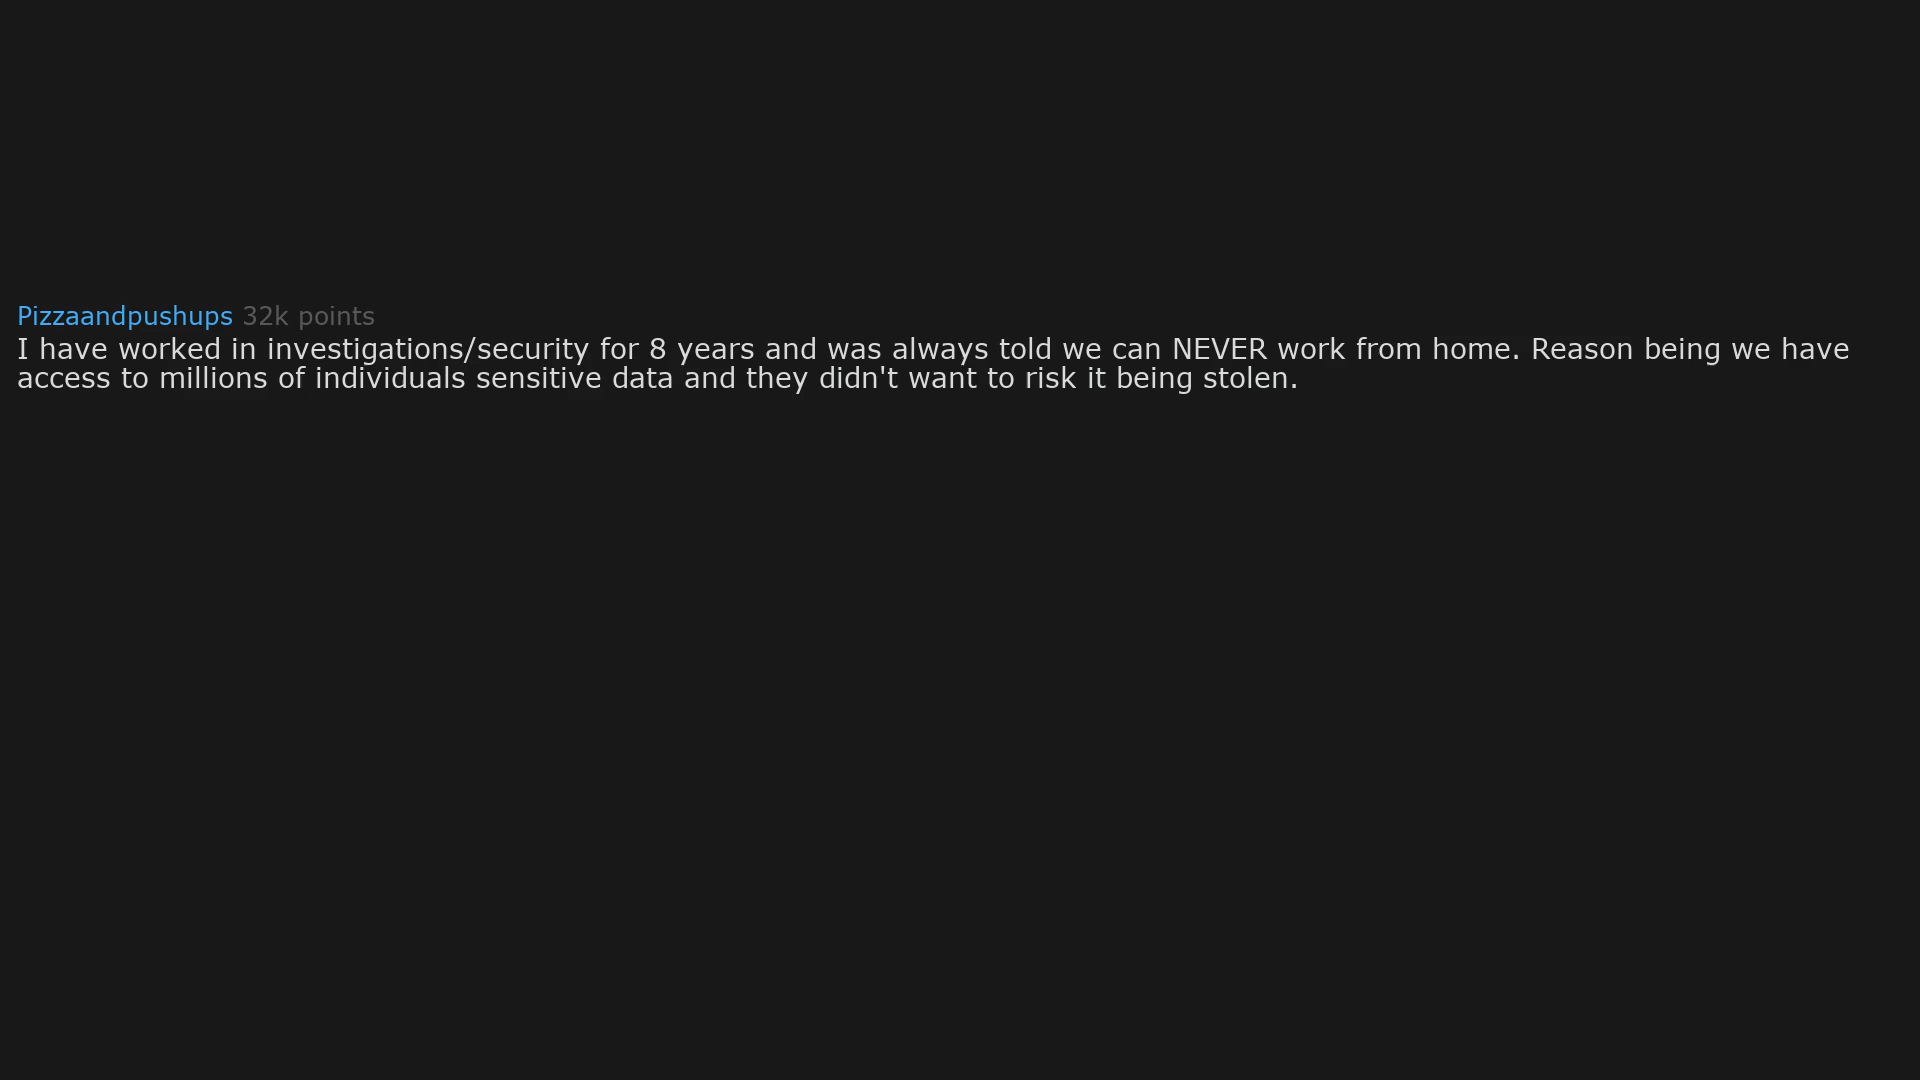 Pizzaandpushups 32k points
I have worked in investigations/security for 8 years and was always told we can NEVER work from home. Reason being we have
access to millions of individuals sensitive data and they didn't want to risk it being stolen.